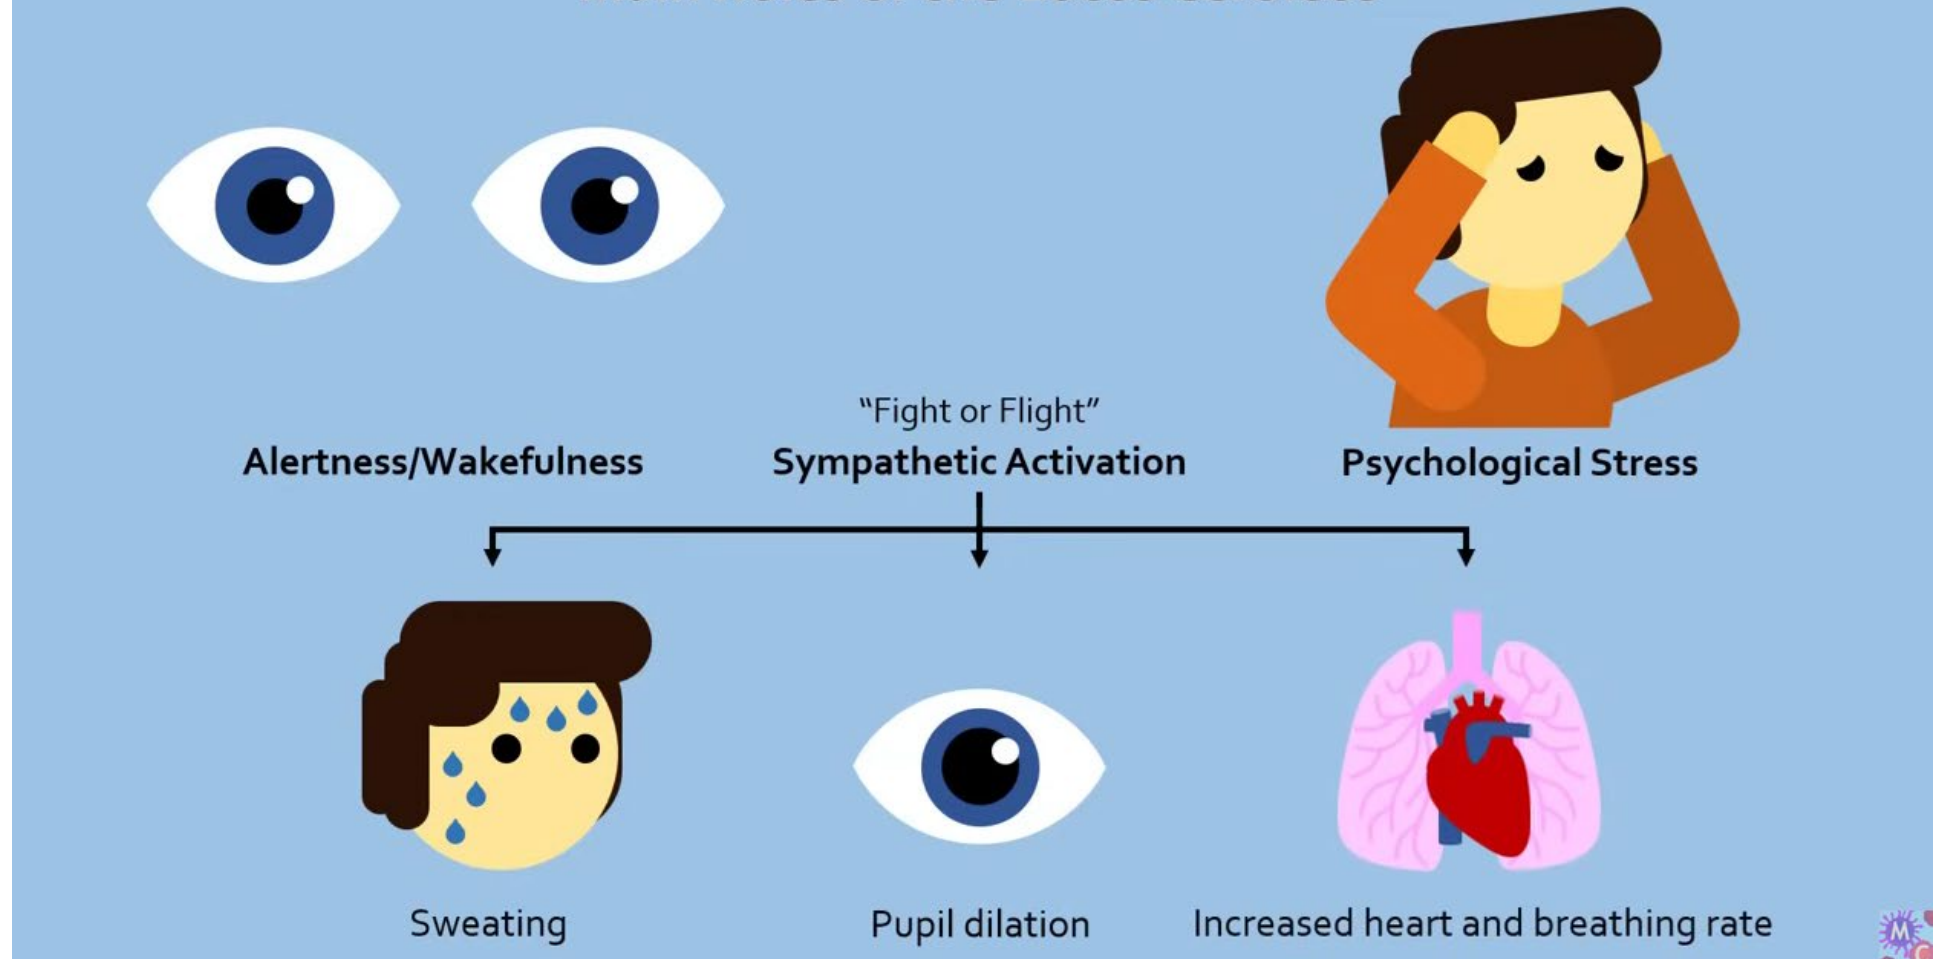 "Fight or Flight"
Alertness/Wakefulness
Sympathetic Activation
Psychological Stress
Sweating
Pupil dilation
Increased heart and breathing rate
M
C